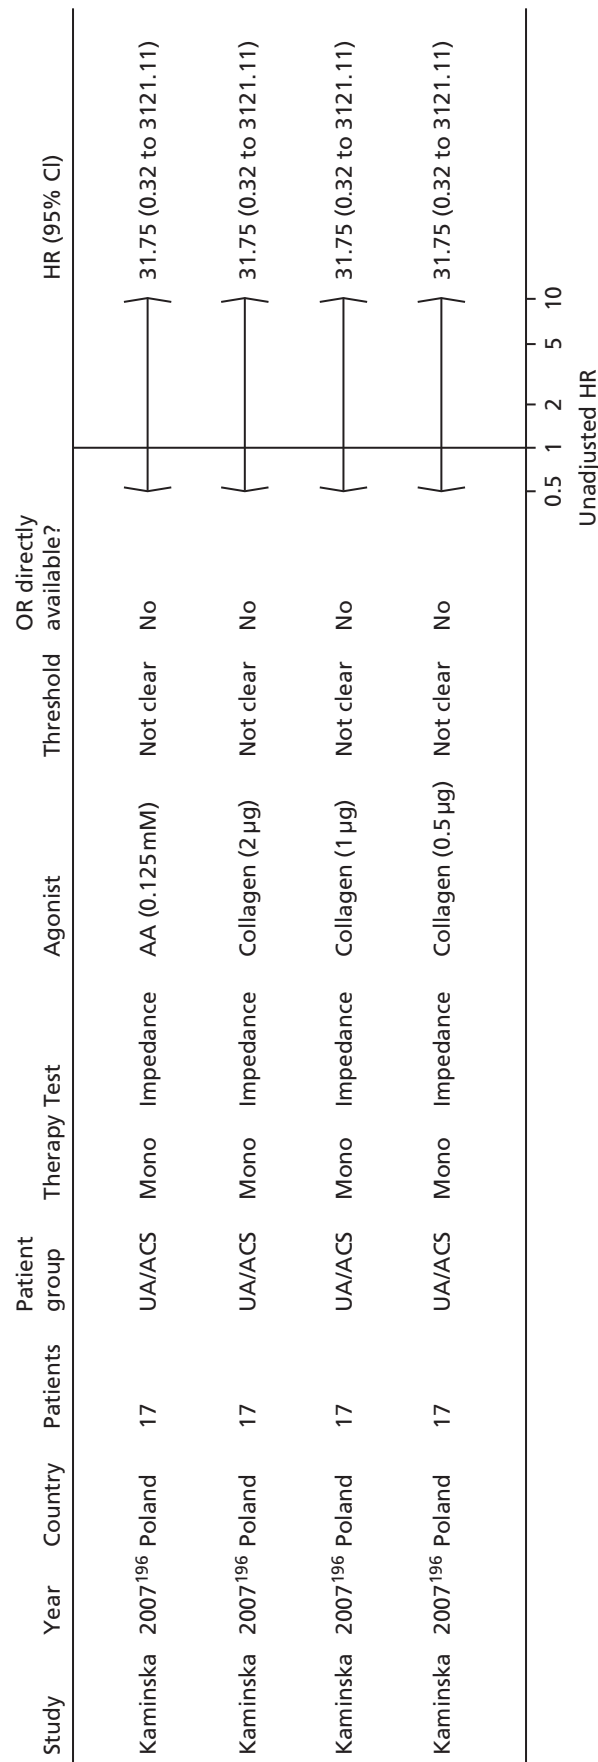 Study Year Country Patients Patient group Therapy Test Agonist Threshold OR directly available? HR (95% CI)
Kaminska 2007196 Poland 17 UA/ACS Mono Impedance AA (0.125 mM) Not clear No 31.75 (0.32 to 3121.11)
Kaminska 2007196 Poland 17 UA/ACS Mono Impedance Collagen (2 µg) Not clear No 31.75 (0.32 to 3121.11)
Kaminska 2007196 Poland 17 UA/ACS Mono Impedance Collagen (1 µg) Not clear No 31.75 (0.32 to 3121.11)
Kaminska 2007196 Poland 17 UA/ACS Mono Impedance Collagen (0.5 µg) Not clear No 31.75 (0.32 to 3121.11)
0.5 1 2 5 10
Unadjusted HR